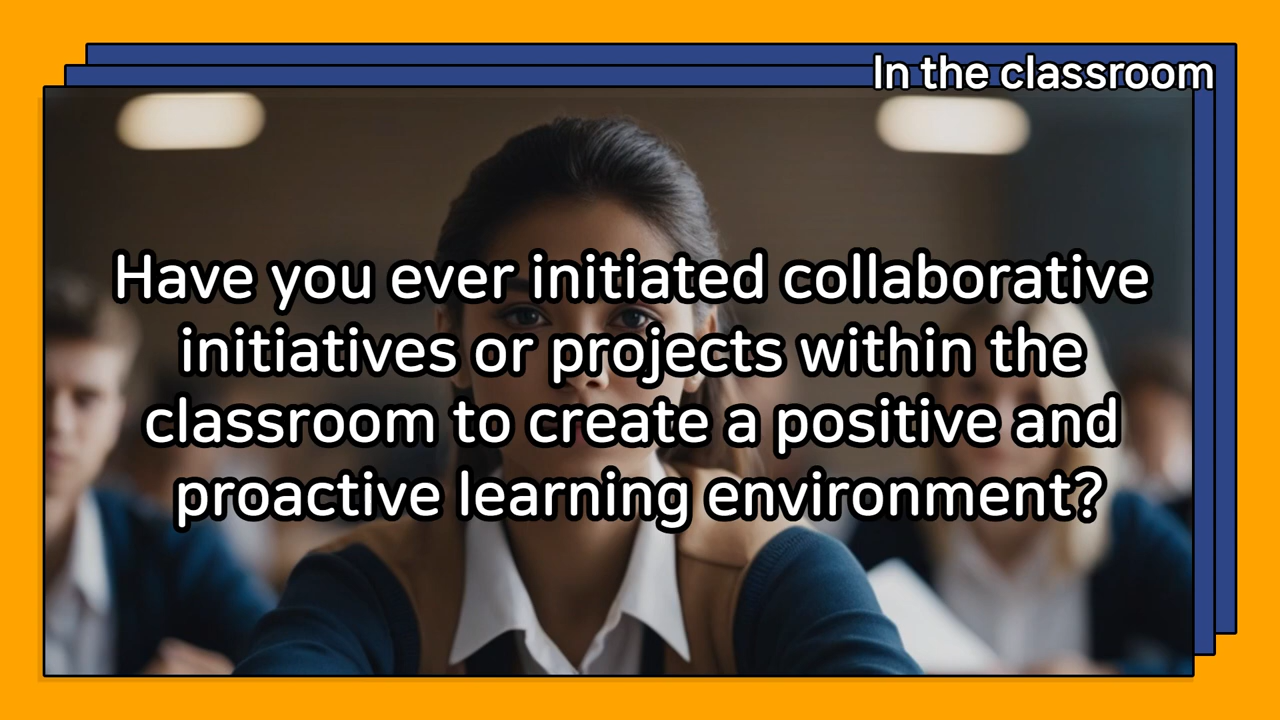 In the classroom
Have you ever initiated collaborative
initiatives or projects within the
classroom to create a positive and
proactive learning environment?